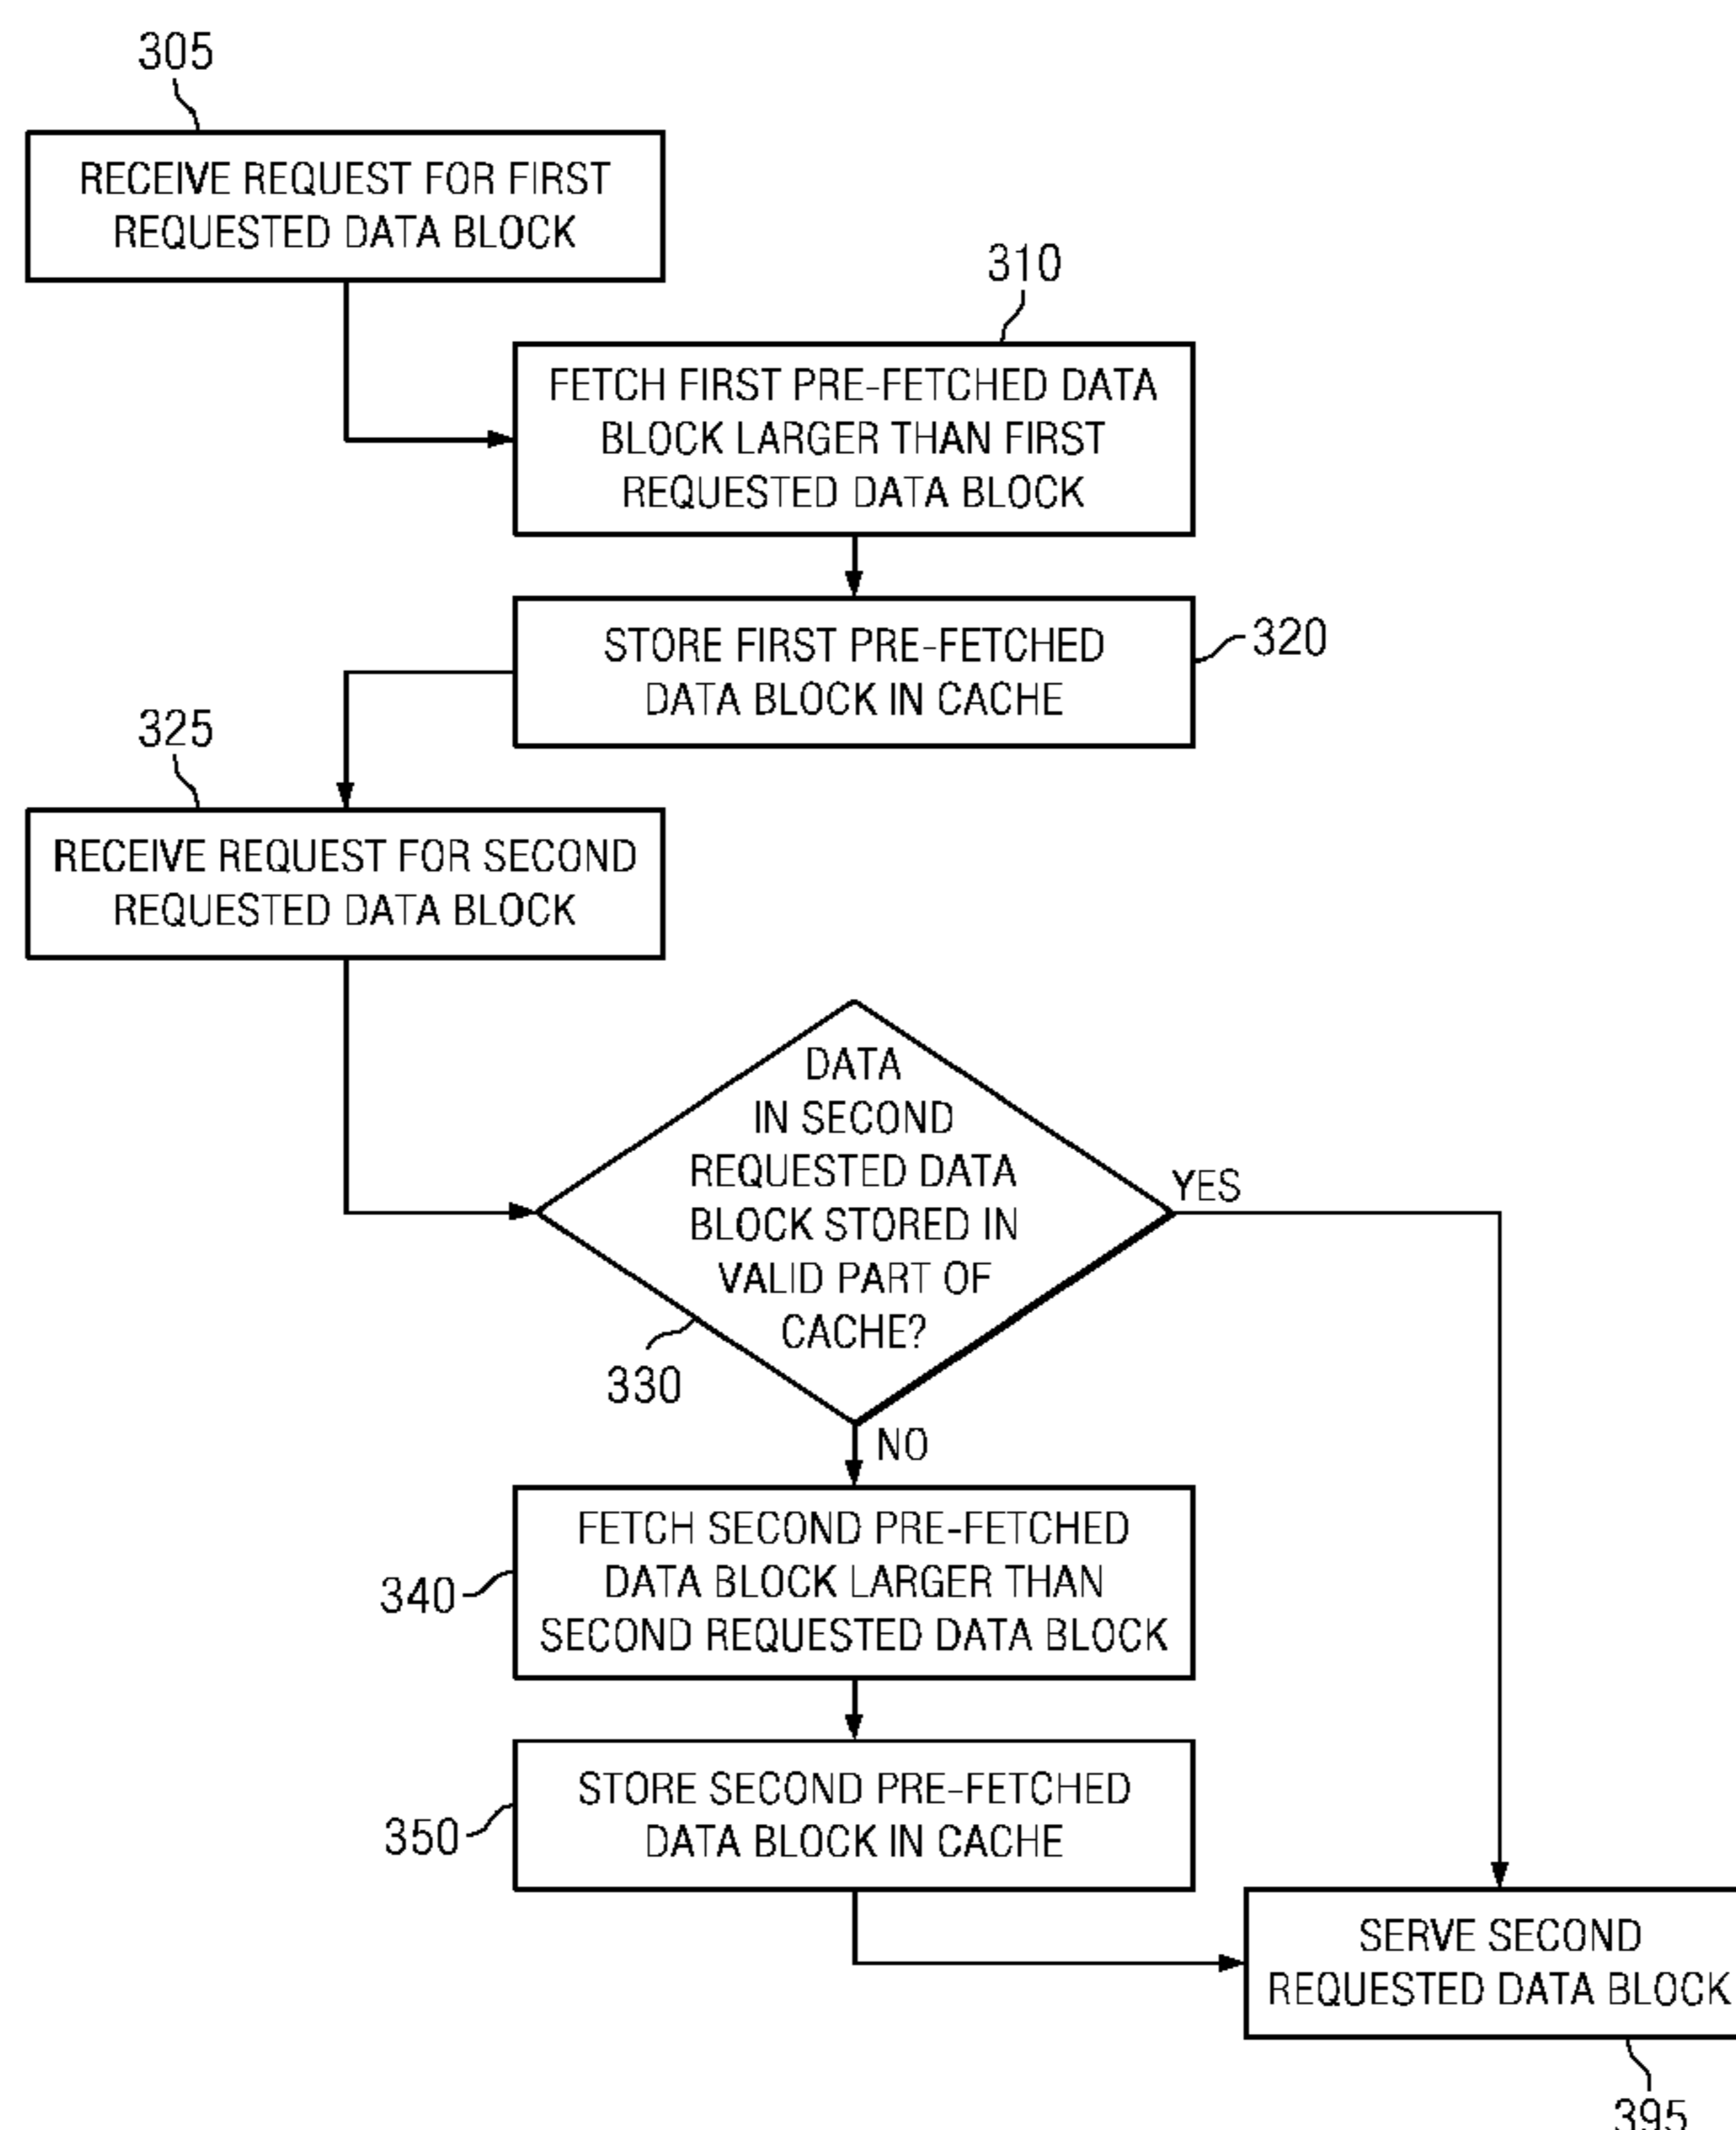 305
RECEIVE REQUEST FOR FIRST
REQUESTED DATA BLOCK
310
FETCH FIRST PRE-FETCHED DATA
BLOCK LARGER THAN FIRST
REQUESTED DATA BLOCK
STORE FIRST PRE-FETCHED
DATA BLOCK IN CACHE
320
325
RECEIVE REQUEST FOR SECOND
REQUESTED DATA BLOCK
DATA
IN SECOND
REQUESTED DATA
BLOCK STORED IN
VALID PART OF
CACHE?
YES
330
NO
FETCH SECOND PRE-FETCHED
DATA BLOCK LARGER THAN
SECOND REQUESTED DATA BLOCK
340
STORE SECOND PRE-FETCHED
DATA BLOCK IN CACHE
350
SERVE SECOND
REQUESTED DATA BLOCK
395